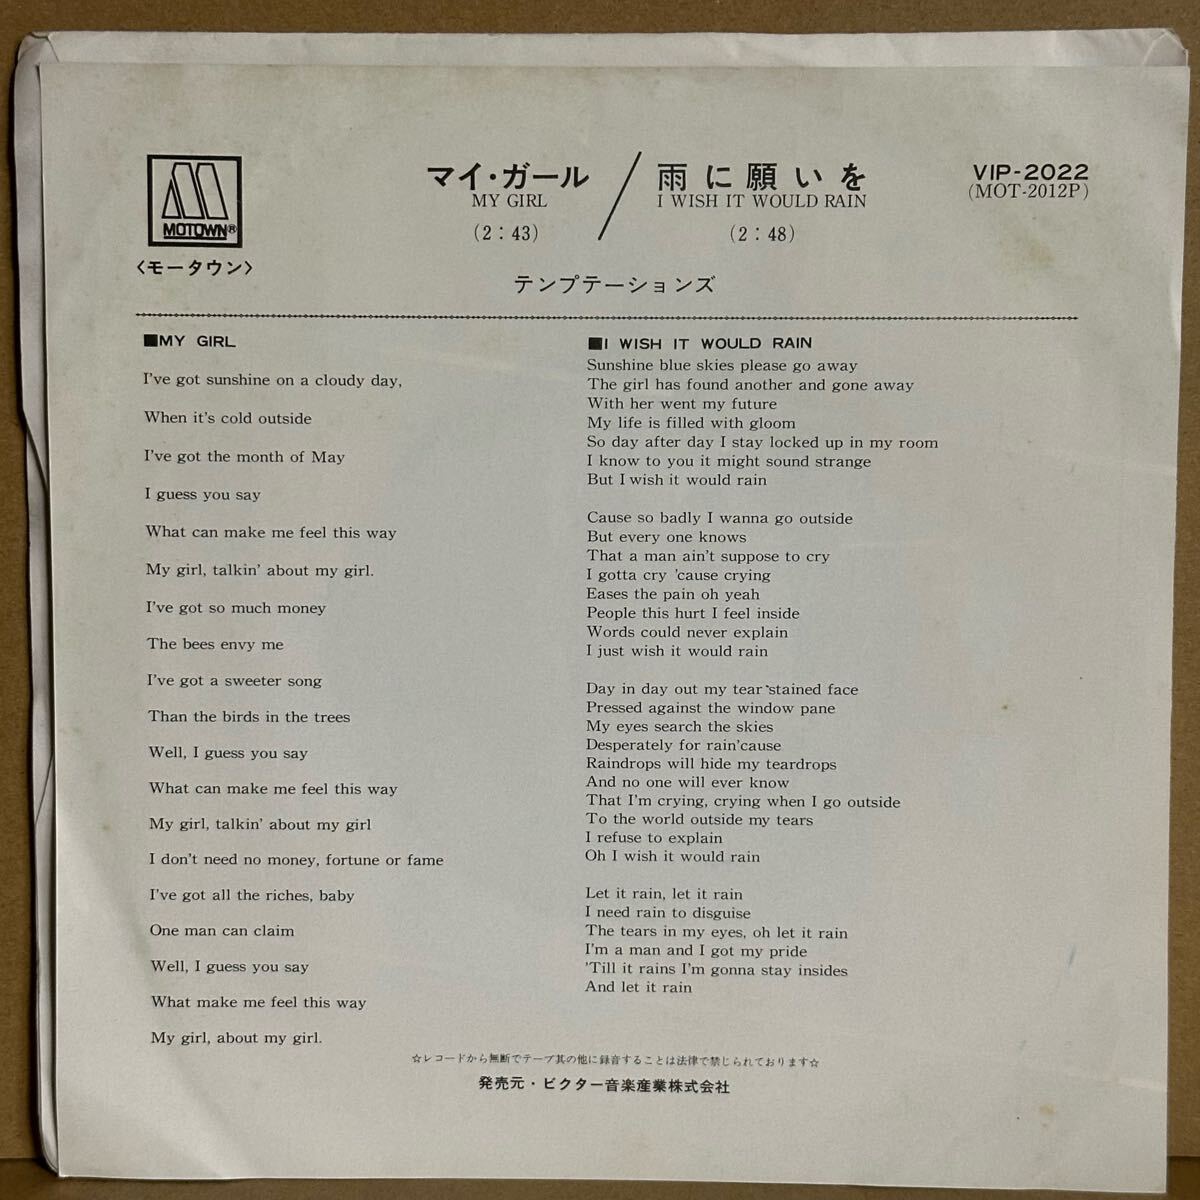 MOTOWN®
〈モータウン〉
マイ・ガール / 雨に願いを
MY GIRL I WISH IT WOULD RAIN
(2:43) (2:48)
テンプテーションズ
VIP-2022
(MOT-2012P)
■MY GIRL
I've got sunshine on a cloudy day,
When it's cold outside
I've got the month of May
I guess you say
What can make me feel this way
My girl, talkin' about my girl.
I've got so much money
The bees envy me
I've got a sweeter song
Than the birds in the trees
Well, I guess you say
What can make me feel this way
My girl, talkin' about my girl
I don't need no money, fortune or fame
I've got all the riches, baby
One man can claim
Well, I guess you say
What make me feel this way
My girl, about my girl.
■I WISH IT WOULD RAIN
Sunshine blue skies please go away
The girl has found another and gone away
With her went my future
My life is filled with gloom
So day after day I stay locked up in my room
I know to you it might sound strange
But I wish it would rain
Cause so badly I wanna go outside
But every one knows
That a man ain't suppose to cry
I gotta cry 'cause crying
Eases the pain oh yeah
People this hurt I feel inside
Words could never explain
I just wish it would rain
Day in day out my tear stained face
Pressed against the window pane
My eyes search the skies
Desperately for rain'cause
Raindrops will hide my teardrops
And no one will ever know
That I'm crying, crying when I go outside
To the world outside my tears
I refuse to explain
Oh I wish it would rain
Let it rain, let it rain
I need rain to disguise
The tears in my eyes, oh let it rain
I'm a man and I got my pride
'Till it rains I'm gonna stay insides
And let it rain
☆レコードから無断でテープ其の他に録音することは法律で禁じられております☆
発売元・ビクター音楽産業株式会社